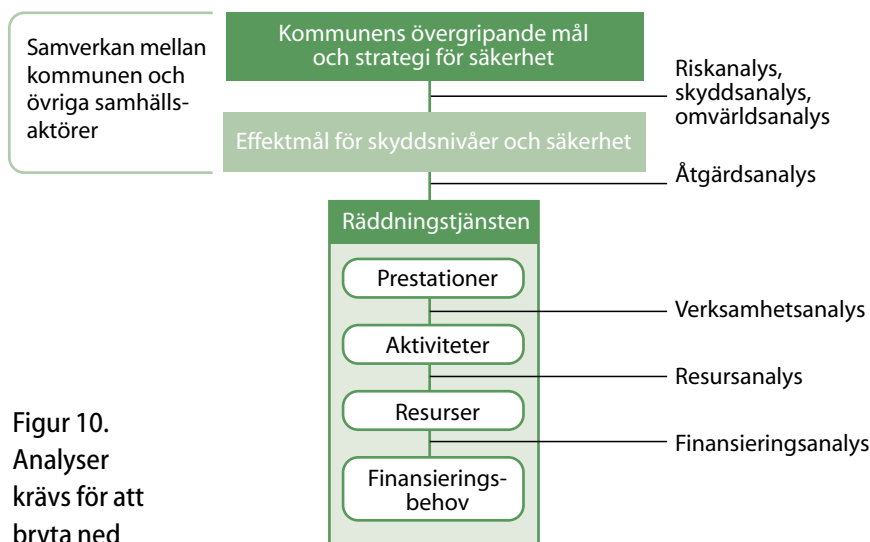 Samverkan mellan
kommunen och
övriga samhälls-
aktörer
Kommunens övergripande mål
och strategi för säkerhet
Riskanalys,
skyddsanalys,
omvärldsanalys
Effektmål för skyddsnivåer och säkerhet
Åtgärdsanalys
Räddningstjänsten
Prestationer
Verksamhetsanalys
Aktiviteter
Resursanalys
Resurser
Finansieringsanalys
Finansierings-
behov
Figur 10.
Analyser
krävs för att
bryta ned